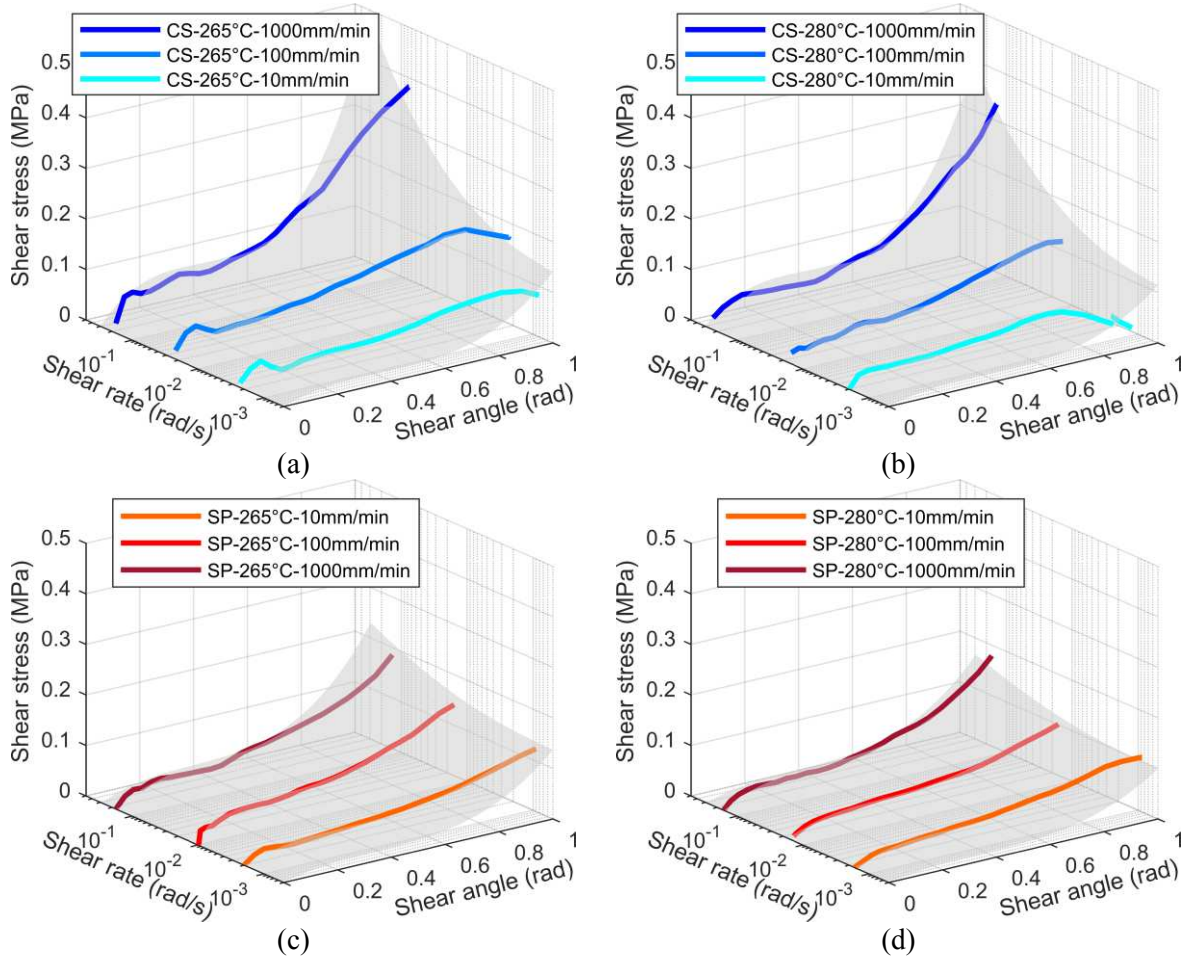 CS-265°C-1000mm/min
CS-265°C-100mm/min
CS-265°C-10mm/min
Shear stress (MPa)
0.5
0.4
0.3
0.2
0.1
0
10⁻¹
10⁻²
10⁻³
Shear rate (rad/s)
0
0.2
0.4
0.6
0.8
1
Shear angle (rad)
(a)
CS-280°C-1000mm/min
CS-280°C-100mm/min
CS-280°C-10mm/min
Shear stress (MPa)
0.5
0.4
0.3
0.2
0.1
0
10⁻¹
10⁻²
10⁻³
Shear rate (rad/s)
0
0.2
0.4
0.6
0.8
1
Shear angle (rad)
(b)
SP-265°C-10mm/min
SP-265°C-100mm/min
SP-265°C-1000mm/min
Shear stress (MPa)
0.5
0.4
0.3
0.2
0.1
0
10⁻¹
10⁻²
10⁻³
Shear rate (rad/s)
0
0.2
0.4
0.6
0.8
1
Shear angle (rad)
(c)
SP-280°C-10mm/min
SP-280°C-100mm/min
SP-280°C-1000mm/min
Shear stress (MPa)
0.5
0.4
0.3
0.2
0.1
0
10⁻¹
10⁻²
10⁻³
Shear rate (rad/s)
0
0.2
0.4
0.6
0.8
1
Shear angle (rad)
(d)